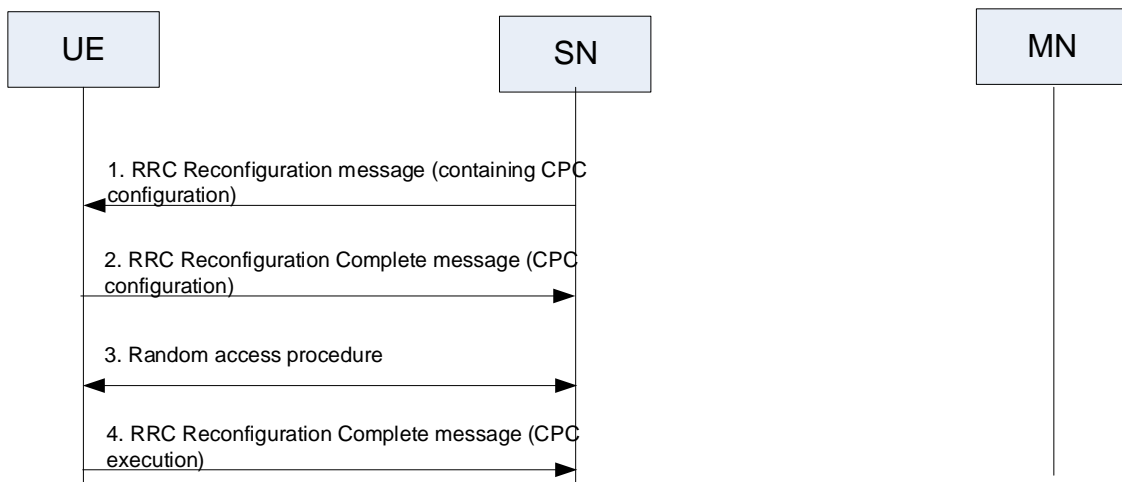 UE
SN
MN
1. RRC Reconfiguration message (containing CPC
configuration)
2. RRC Reconfiguration Complete message (CPC
configuration)
3. Random access procedure
4. RRC Reconfiguration Complete message (CPC
execution)